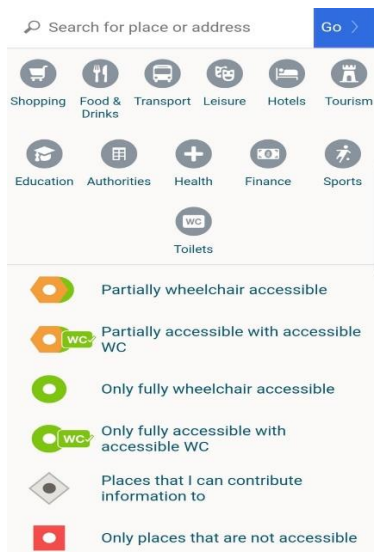 Search for place or address Go
Shopping Food & Drinks Transport Leisure Hotels Tourism
Education Authorities Health Finance Sports
WC
Toilets
Partially wheelchair accessible
WC Partially accessible with accessible
WC
Only fully wheelchair accessible
WC Only fully accessible with
accessible WC
Places that I can contribute
information to
Only places that are not accessible